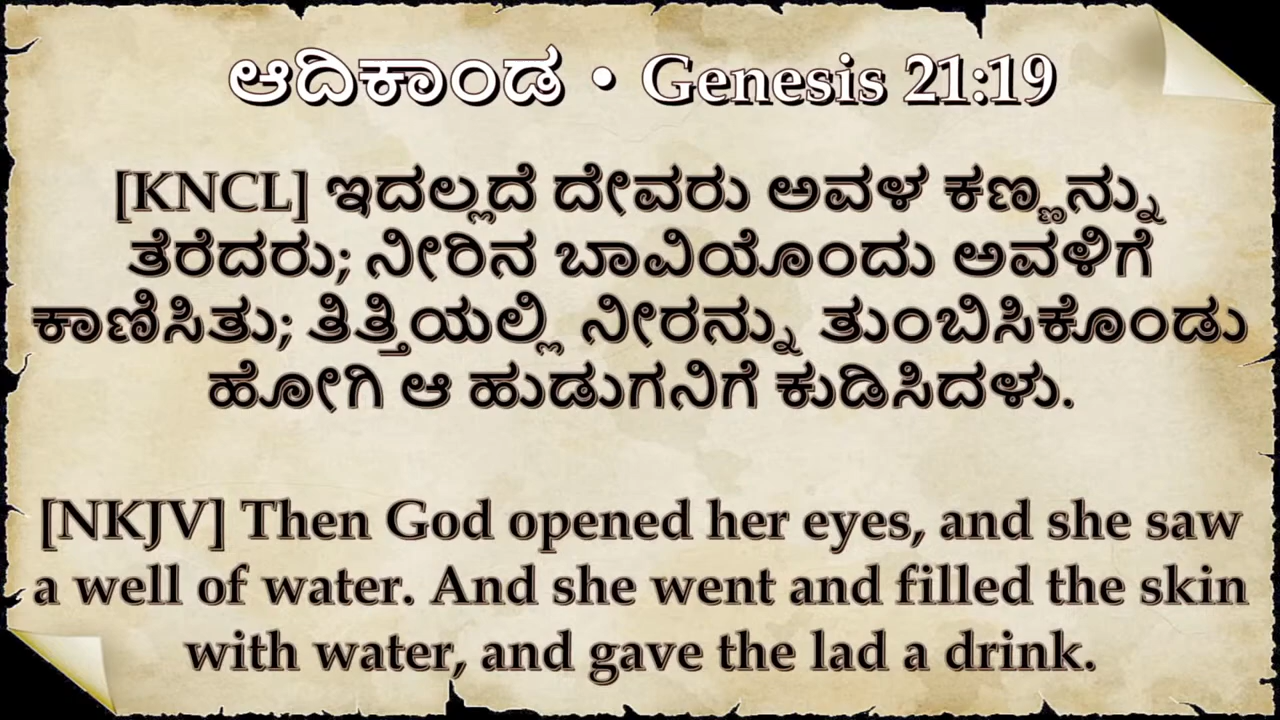 ಆದಿಕಾಂಡ • Genesis 21:19
[KNCL] ಇದಲ್ಲದೆ ದೇವರು ಅವಳ ಕಣ್ಣನ್ನು
ತೆರೆದರು; ನೀರಿನ ಬಾವಿಯೊಂದು ಅವಳಿಗೆ
ಕಾಣಿಸಿತು; ತಿತ್ತಿಯಲ್ಲಿ ನೀರನ್ನು ತುಂಬಿಸಿಕೊಂಡು
ಹೋಗಿ ಆ ಹುಡುಗನಿಗೆ ಕುಡಿಸಿದಳು.
[NKJV] Then God opened her eyes, and she saw
a well of water. And she went and filled the skin
with water, and gave the lad a drink.